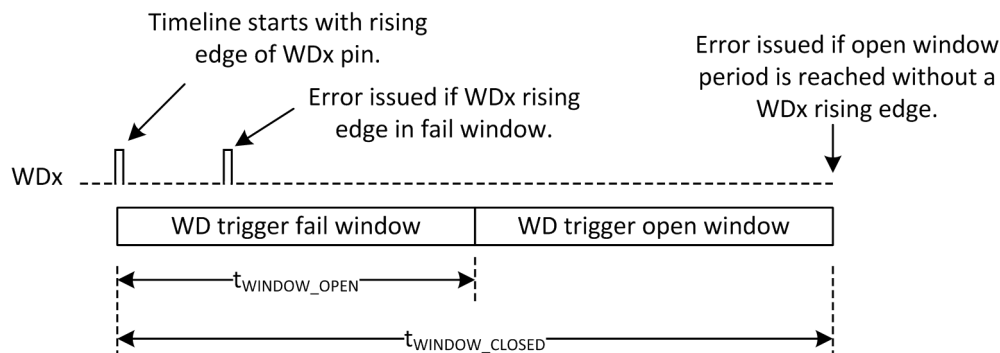 Timeline starts with rising
edge of WDx pin.
Error issued if open window
period is reached without a
WDx rising edge.
Error issued if WDx rising
edge in fail window.
WDx
WD trigger fail window
WD trigger open window
tWINDOW_OPEN
tWINDOW_CLOSED